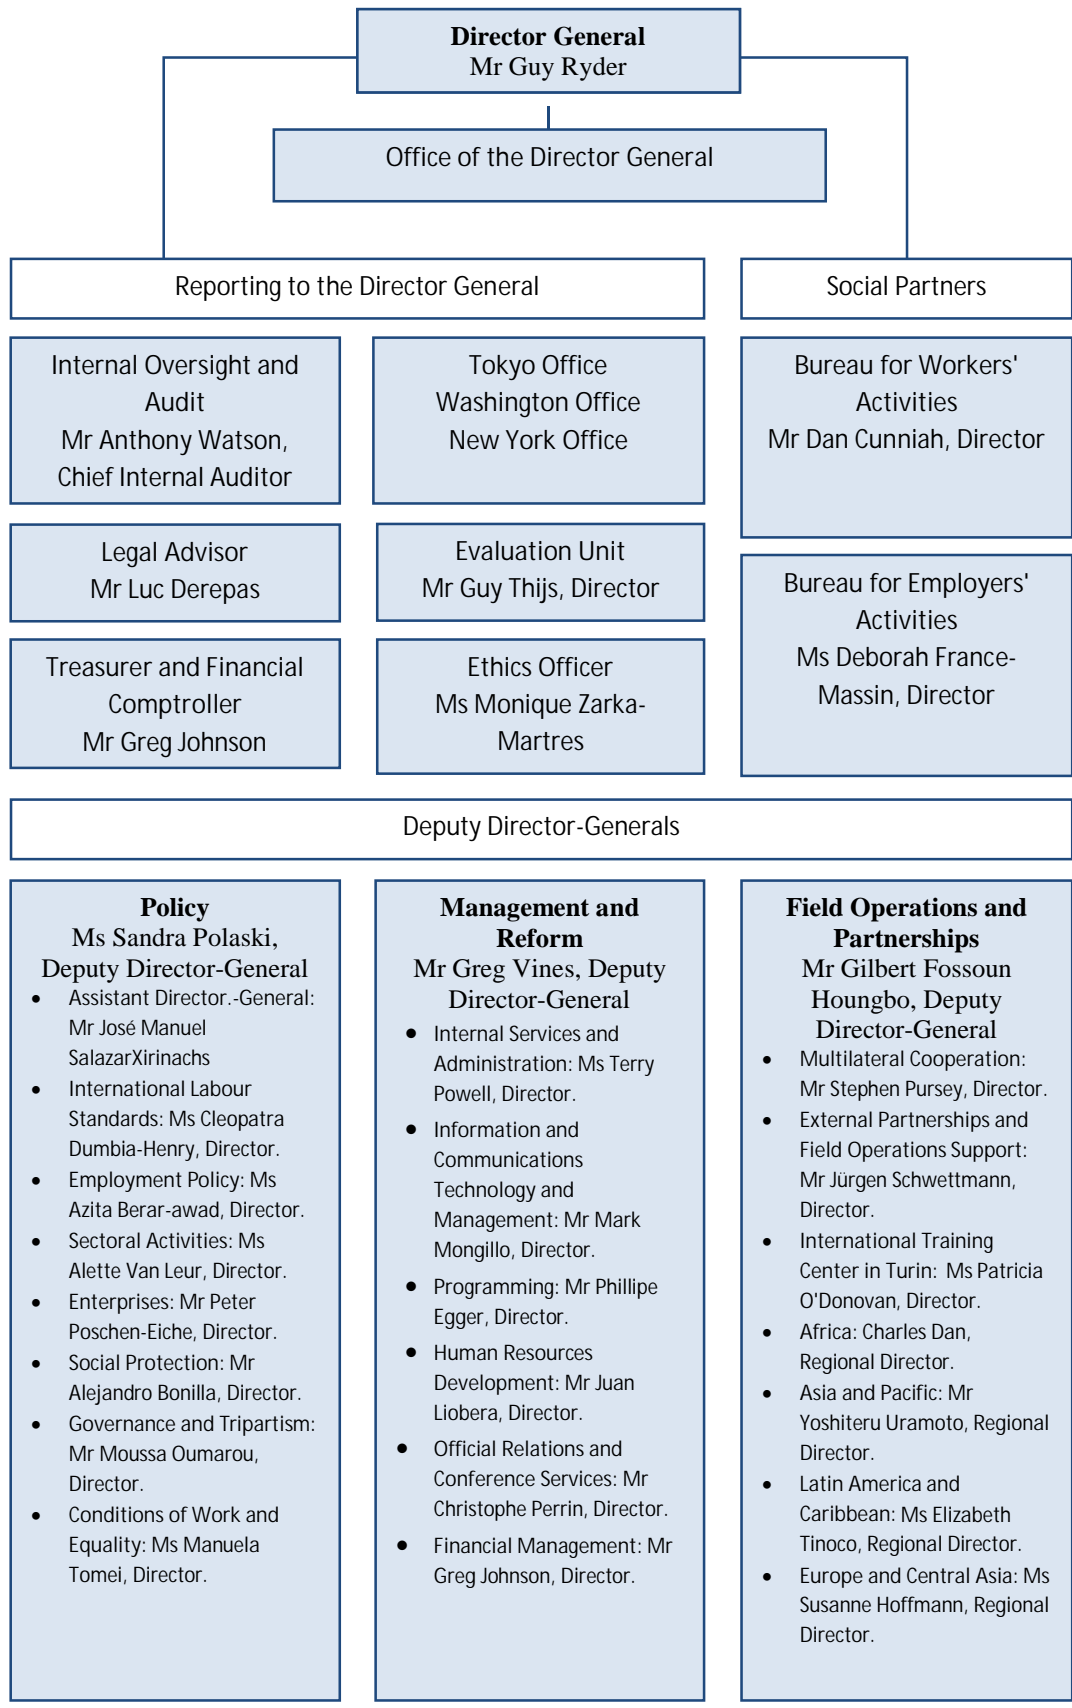 Director General
Mr Guy Ryder
Office of the Director General
Reporting to the Director General
Social Partners
Internal Oversight and
Audit
Mr Anthony Watson,
Chief Internal Auditor
Tokyo Office
Washington Office
New York Office
Bureau for Workers'
Activities
Mr Dan Cunniah, Director
Legal Advisor
Mr Luc Derepas
Evaluation Unit
Mr Guy Thijs, Director
Bureau for Employers'
Activities
Ms Deborah France-
Massin, Director
Treasurer and Financial
Comptroller
Mr Greg Johnson
Ethics Officer
Ms Monique Zarka-
Martres
Deputy Director-Generals
Policy
Ms Sandra Polaski,
Deputy Director-General
• Assistant Director.-General:
Mr José Manuel
SalazarXirinachs
• International Labour
Standards: Ms Cleopatra
Dumbia-Henry, Director.
• Employment Policy: Ms
Azita Berar-awad, Director.
• Sectoral Activities: Ms
Alette Van Leur, Director.
• Enterprises: Mr Peter
Poschen-Eiche, Director.
• Social Protection: Mr
Alejandro Bonilla, Director.
• Governance and Tripartism:
Mr Moussa Oumarou,
Director.
• Conditions of Work and
Equality: Ms Manuela
Tomei, Director.
Management and
Reform
Mr Greg Vines, Deputy
Director-General
• Internal Services and
Administration: Ms Terry
Powell, Director.
• Information and
Communications
Technology and
Management: Mr Mark
Mongillo, Director.
• Programming: Mr Phillipe
Egger, Director.
• Human Resources
Development: Mr Juan
Liobera, Director.
• Official Relations and
Conference Services: Mr
Christophe Perrin, Director.
• Financial Management: Mr
Greg Johnson, Director.
Field Operations and
Partnerships
Mr Gilbert Fossoun
Houngbo, Deputy
Director-General
• Multilateral Cooperation:
Mr Stephen Pursey, Director.
• External Partnerships and
Field Operations Support:
Mr Jürgen Schwettmann,
Director.
• International Training
Center in Turin: Ms Patricia
O'Donovan, Director.
• Africa: Charles Dan,
Regional Director.
• Asia and Pacific: Mr
Yoshiteru Uramoto, Regional
Director.
• Latin America and
Caribbean: Ms Elizabeth
Tinoco, Regional Director.
• Europe and Central Asia: Ms
Susanne Hoffmann, Regional
Director.